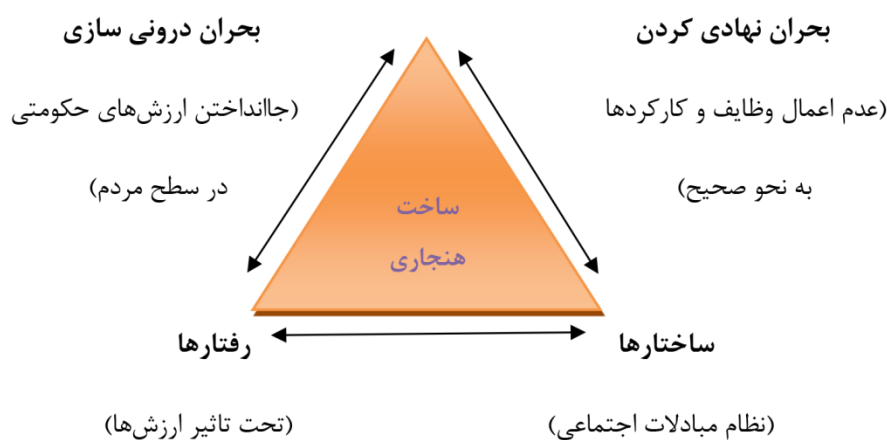 بحران نهادی کردن
(عدم اعمال وظایف و کارکردها
به نحو صحیح)
بحران درونی سازی
(جاانداختن ارزش‌های حکومتی
در سطح مردم)
ساخت
هنجاری
ساختارها
(نظام مبادلات اجتماعی)
رفتارها
(تحت تاثیر ارزش‌ها)